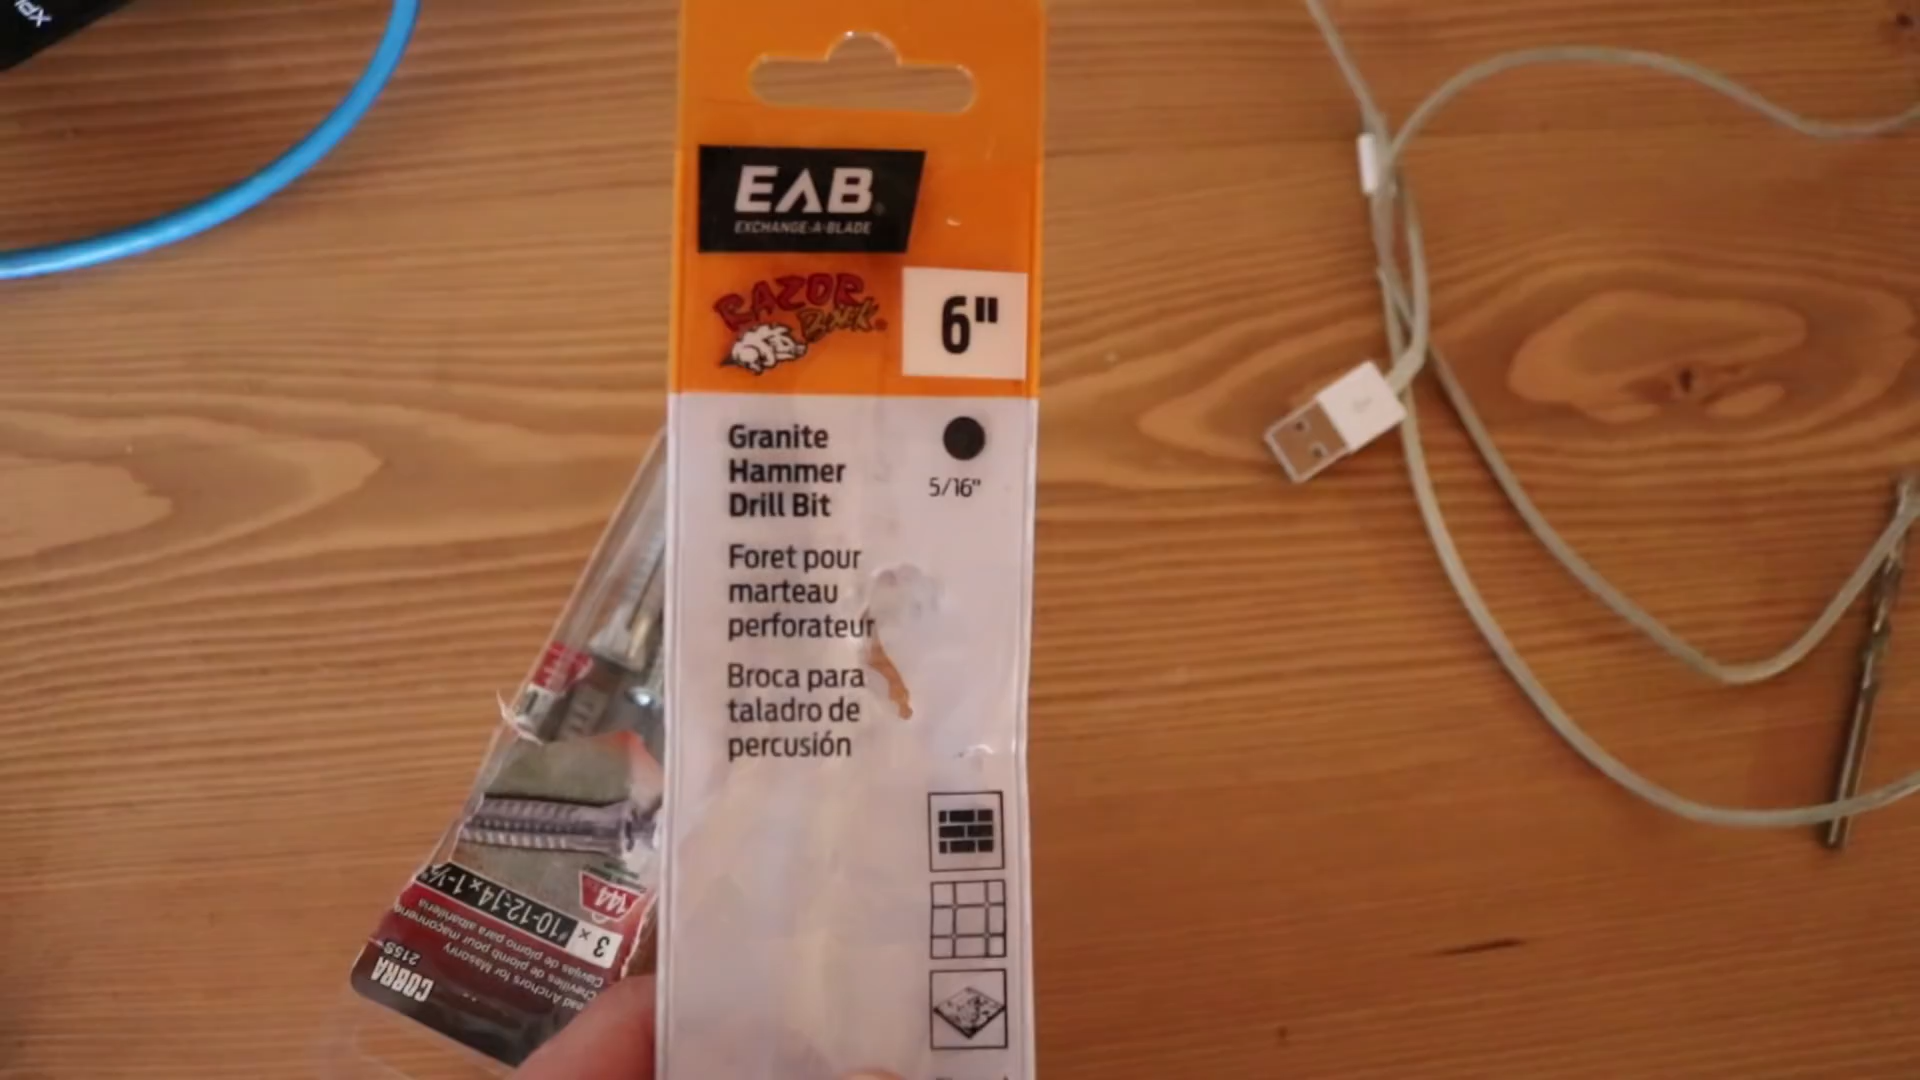 EAB
EXCHANGE-A-BLADE
RAZOR
Back
6"
Granite
Hammer
Drill Bit
5/16"
Foret pour
marteau
perforateur
Broca para
taladro de
percusión
3 x #10-12-14 x 1-½"
Lead Anchors for Masonry
Chevilles de plomb pour maçonnerie
Clavijas de plomo para albañilería
COBRA
215S
144